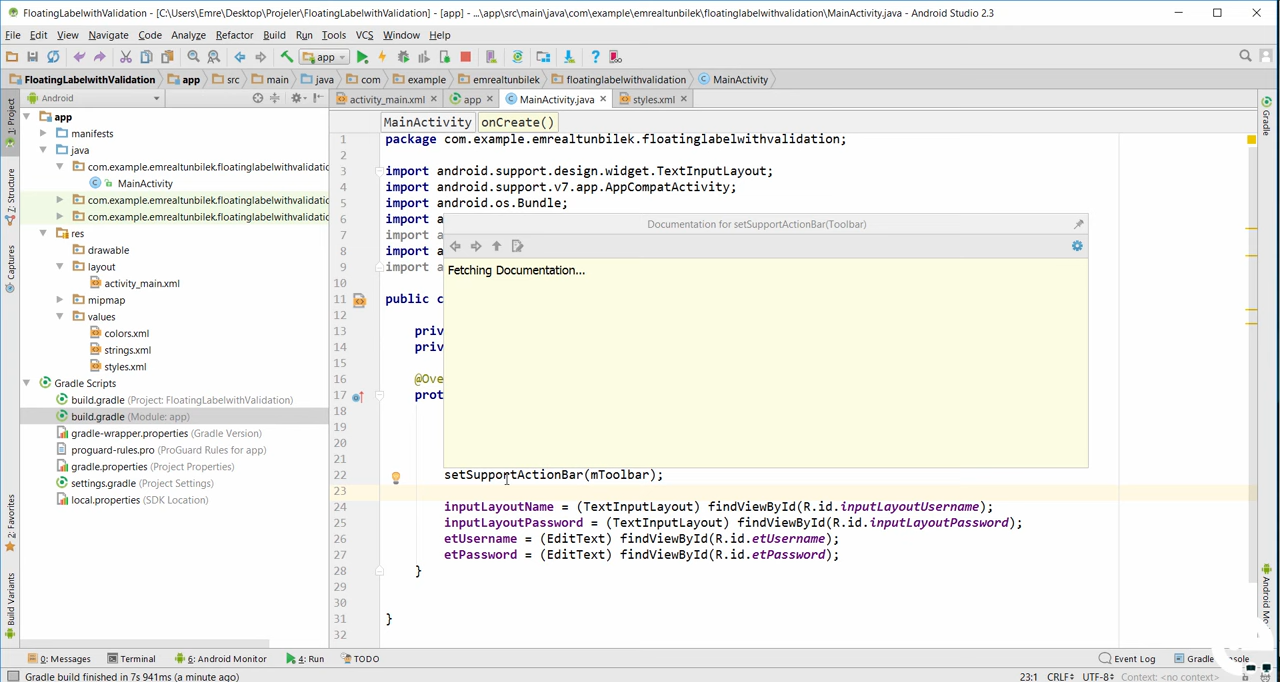 FloatingLabelwithValidation - [C:\Users\Emre\Desktop\Projeler\FloatingLabelwithValidation] - [app] - ...\app\src\main\java\com\example\emrealtunbilek\floatinglabelwithvalidation\MainActivity.java - Android Studio 2.3
File Edit View Navigate Code Analyze Refactor Build Run Tools VCS Window Help
app
FloatingLabelwithValidation app src main java com example emrealtunbilek floatinglabelwithvalidation MainActivity
Android
activity_main.xml app MainActivity.java styles.xml
MainActivity onCreate()
1: Project
7: Structure
Captures
2: Favorites
Build Variants
app
manifests
java
com.example.emrealtunbilek.floatinglabelwithvalidatio
MainActivity
com.example.emrealtunbilek.floatinglabelwithvalidatio
com.example.emrealtunbilek.floatinglabelwithvalidatio
res
drawable
layout
activity_main.xml
mipmap
values
colors.xml
strings.xml
styles.xml
Gradle Scripts
build.gradle (Project: FloatingLabelwithValidation)
build.gradle (Module: app)
gradle-wrapper.properties (Gradle Version)
proguard-rules.pro (ProGuard Rules for app)
gradle.properties (Project Properties)
settings.gradle (Project Settings)
local.properties (SDK Location)
1 package com.example.emrealtunbilek.floatinglabelwithvalidation;
2
3 import android.support.design.widget.TextInputLayout;
4 import android.support.v7.app.AppCompatActivity;
5 import android.os.Bundle;
6 import a
7 import a
8 import a
9 import a
10
11 public c
12
13 priv
14 priv
15
16 @Ove
17 prot
18
19
20
21
22 setSupportActionBar(mToolbar);
23
24 inputLayoutName = (TextInputLayout) findViewById(R.id.inputLayoutUsername);
25 inputLayoutPassword = (TextInputLayout) findViewById(R.id.inputLayoutPassword);
26 etUsername = (EditText) findViewById(R.id.etUsername);
27 etPassword = (EditText) findViewById(R.id.etPassword);
28 }
29
30
31 }
32
Documentation for setSupportActionBar(Toolbar)
Fetching Documentation...
Gradle
0: Messages Terminal 6: Android Monitor 4: Run TODO Event Log
Gradle build finished in 7s 941ms (a minute ago) 23:1 CRLF UTF-8 Context: <no context>